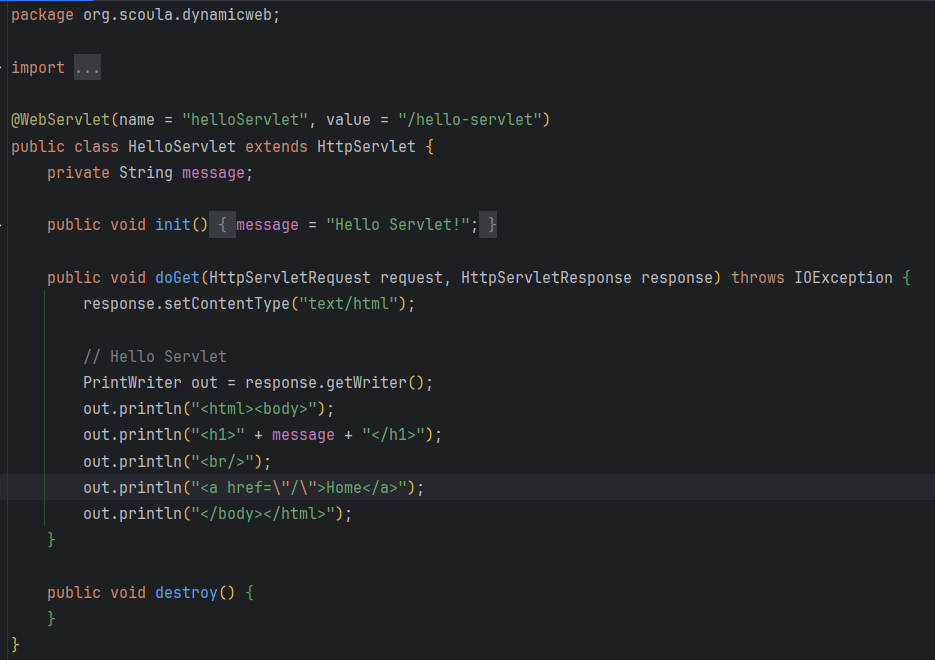 package org.scoula.dynamicweb;
import ...
@WebServlet(name = "helloServlet", value = "/hello-servlet")
public class HelloServlet extends HttpServlet {
private String message;
public void init() { message = "Hello Servlet!"; }
public void doGet(HttpServletRequest request, HttpServletResponse response) throws IOException {
response.setContentType("text/html");
// Hello Servlet
PrintWriter out = response.getWriter();
out.println("<html><body>");
out.println("<h1>" + message + "</h1>");
out.println("<br/>");
out.println("<a href=\"/\">Home</a>");
out.println("</body></html>");
}
public void destroy() {
}
}